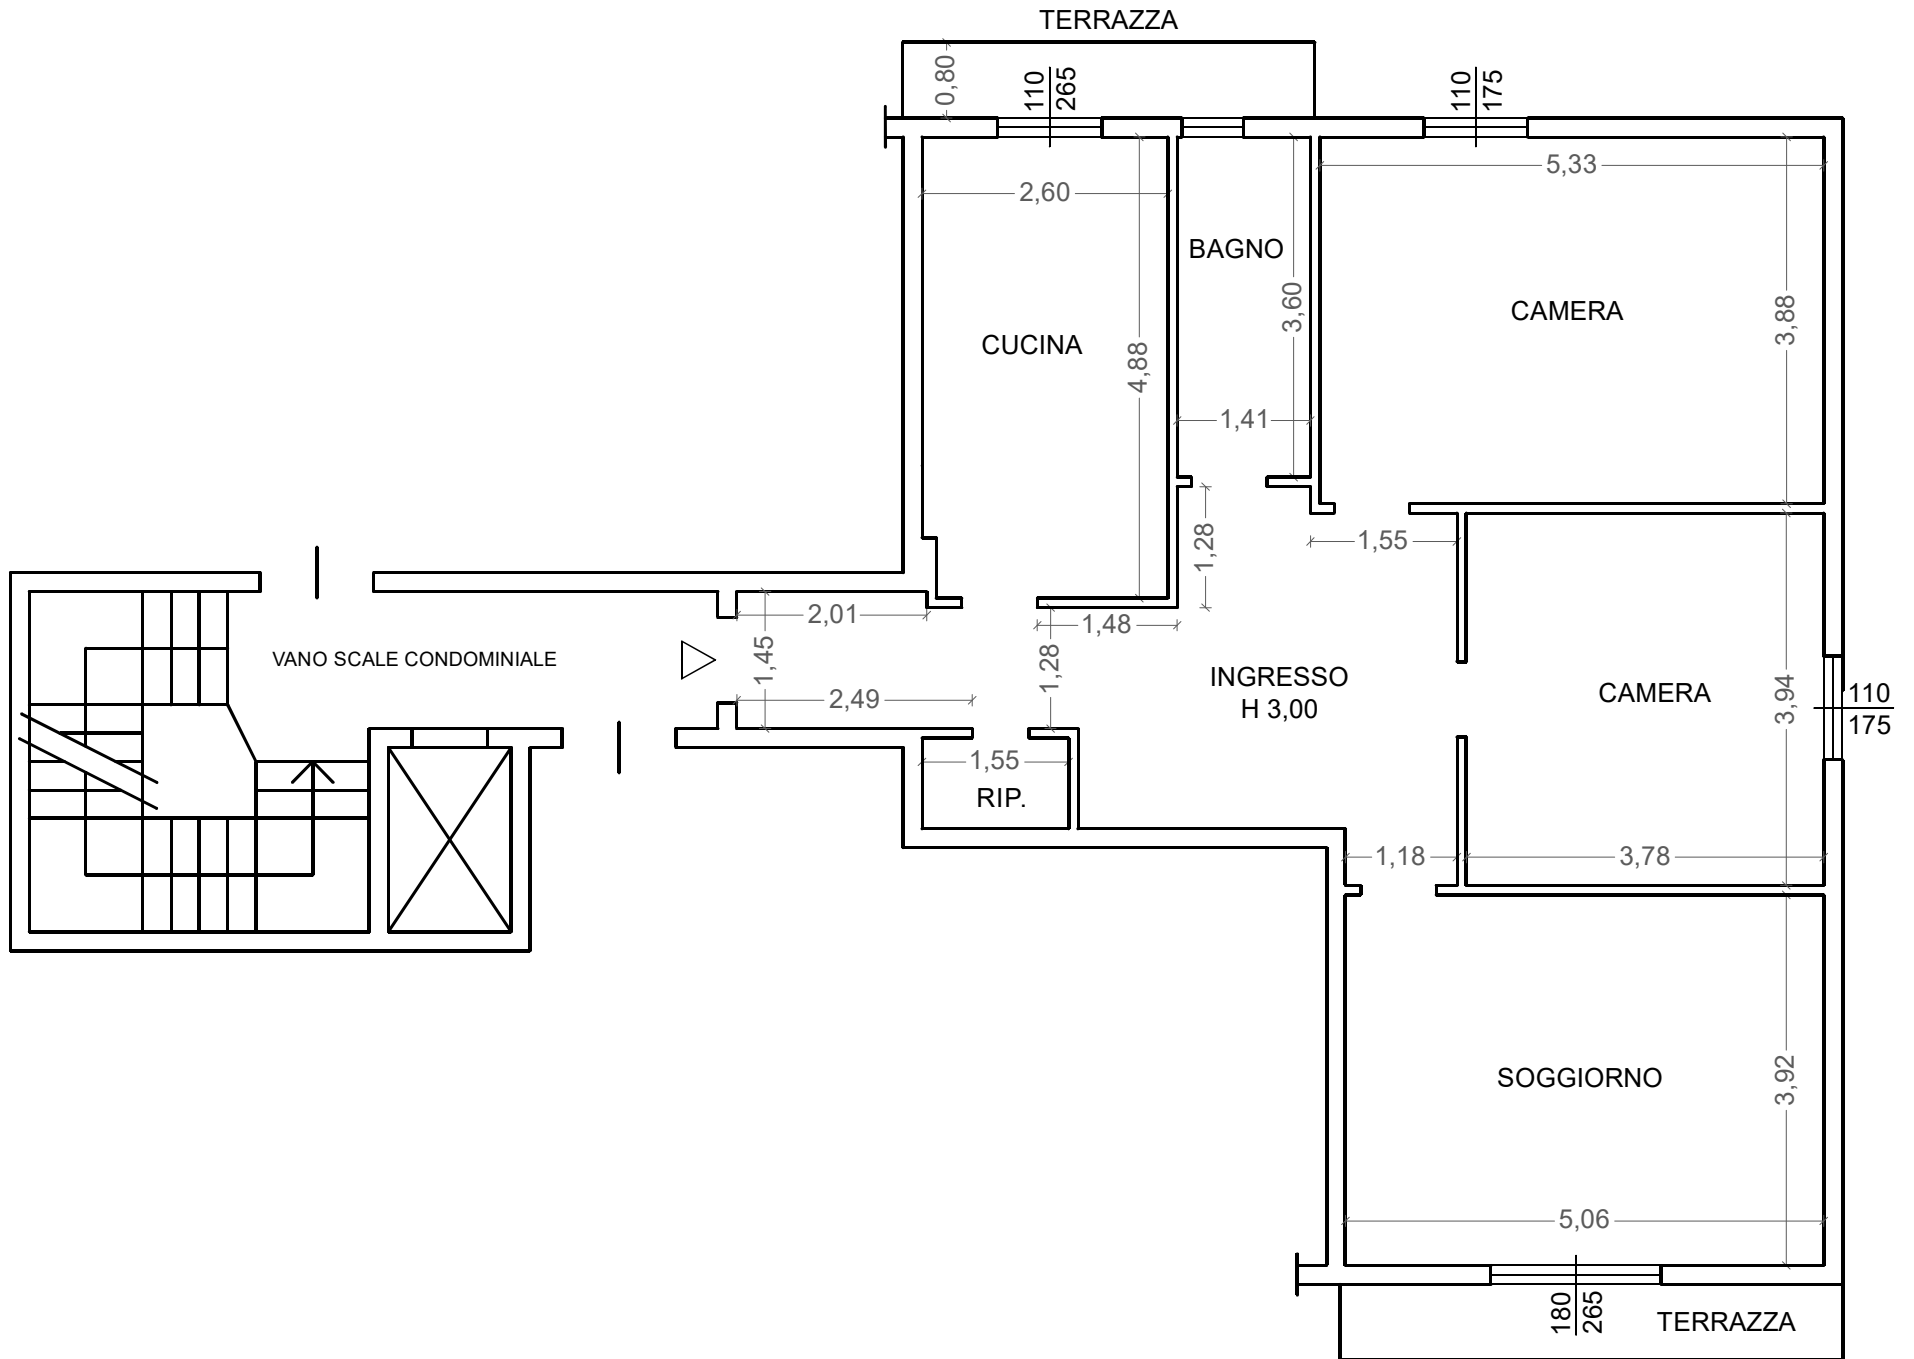 TERRAZZA
0,80
110
265
110
175
5,33
2,60
BAGNO
3,60
CAMERA
3,88
CUCINA
4,88
1,41
1,28
1,55
2,01
1,48
1,45
1,28
VANO SCALE CONDOMINIALE
INGRESSO
H 3,00
CAMERA
3,94
110
175
2,49
1,55
RIP.
1,18
3,78
SOGGIORNO
3,92
5,06
180
265
TERRAZZA